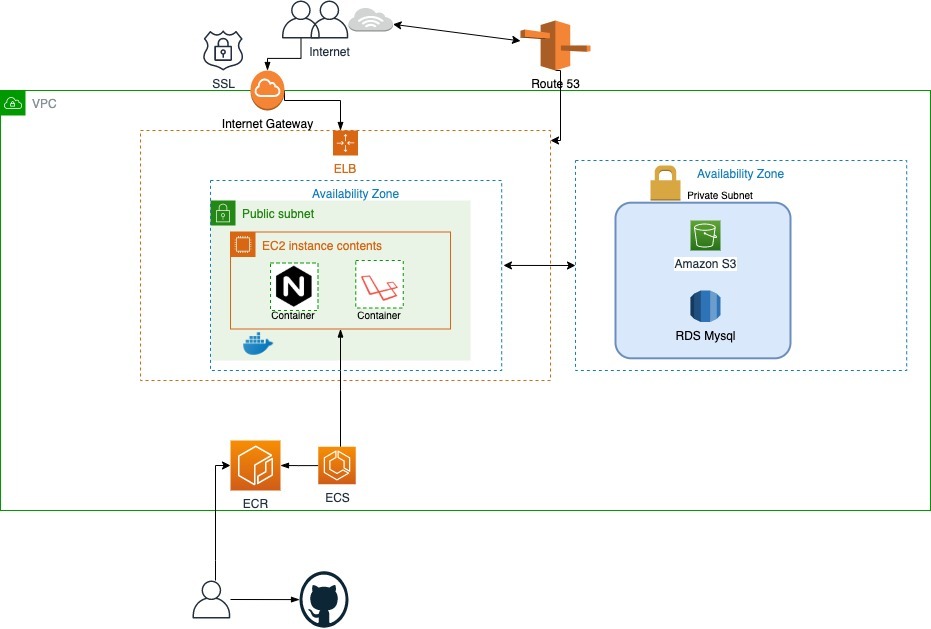 Internet
SSL
Route 53
VPC
Internet Gateway
ELB
Availability Zone
Availability Zone
Private Subnet
Public subnet
EC2 instance contents
N
Container
Container
Amazon S3
RDS Mysql
ECR
ECS